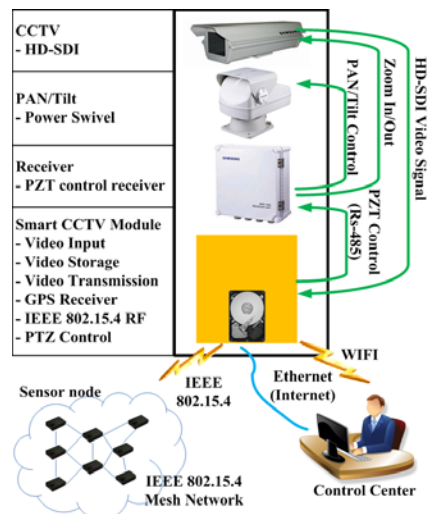 CCTV
- HD-SDI
PAN/Tilt
- Power Swivel
Receiver
- PZT control receiver
Smart CCTV Module
- Video Input
- Video Storage
- Video Transmission
- GPS Receiver
- IEEE 802.15.4 RF
- PTZ Control
PAN/Tilt Control
Zoom In/Out
HD-SDI Video Signal
PZT Control
(Rs-485)
WIFI
IEEE
802.15.4
Ethernet
(Internet)
Sensor node
IEEE 802.15.4
Mesh Network
Control Center